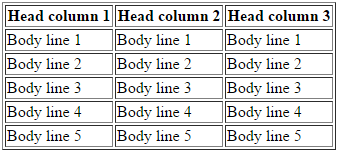 Head column 1 Head column 2 Head column 3
Body line 1 Body line 1 Body line 1
Body line 2 Body line 2 Body line 2
Body line 3 Body line 3 Body line 3
Body line 4 Body line 4 Body line 4
Body line 5 Body line 5 Body line 5